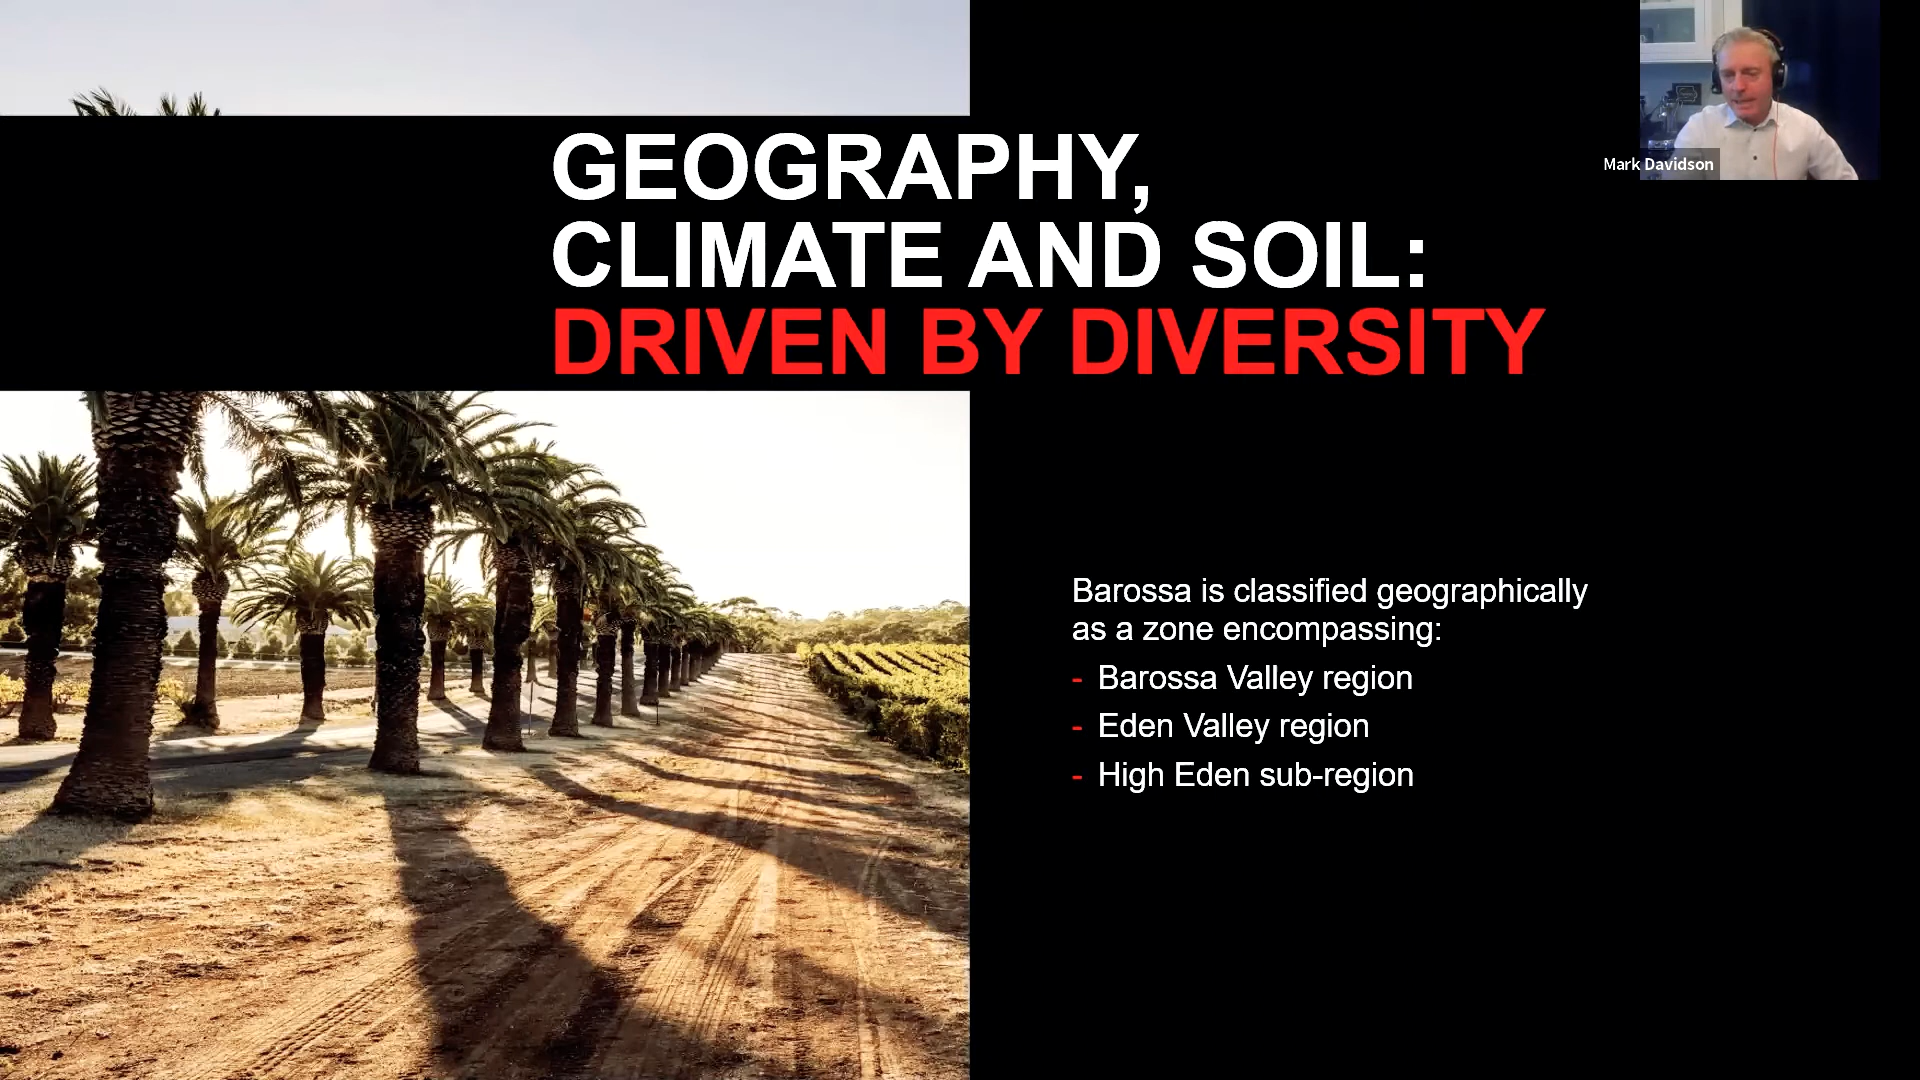 GEOGRAPHY,
CLIMATE AND SOIL:
DRIVEN BY DIVERSITY
Mark Davidson
Barossa is classified geographically
as a zone encompassing:
- Barossa Valley region
- Eden Valley region
- High Eden sub-region